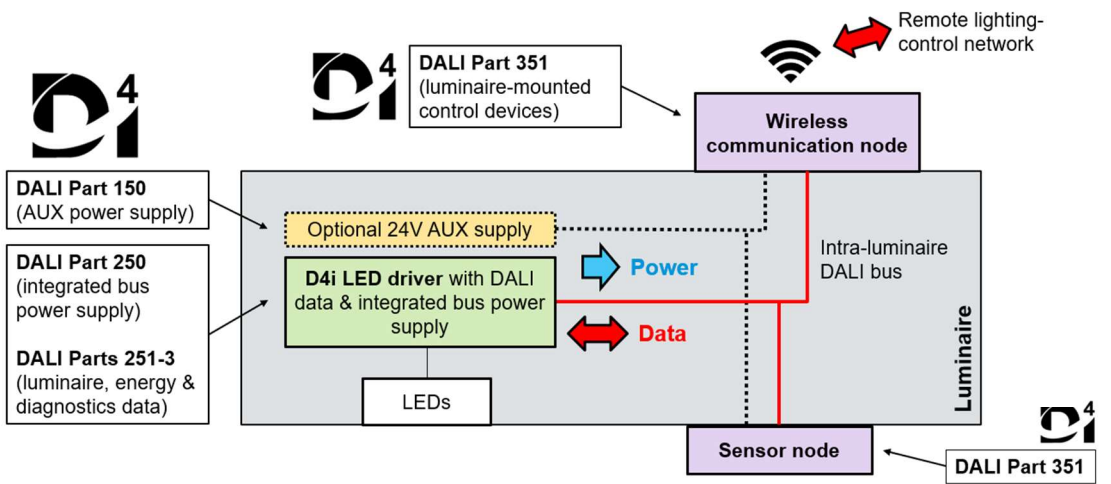 Remote lighting-
control network
DALI Part 351
(luminaire-mounted
control devices)
Di4
Di4
Wireless
communication node
DALI Part 150
(AUX power supply)
Optional 24V AUX supply
Intra-luminaire
DALI bus
DALI Part 250
(integrated bus
power supply)
DALI Parts 251-3
(luminaire, energy &
diagnostics data)
D4i LED driver with DALI
data & integrated bus power
supply
Power
Data
LEDs
Luminaire
Sensor node
Di4
DALI Part 351